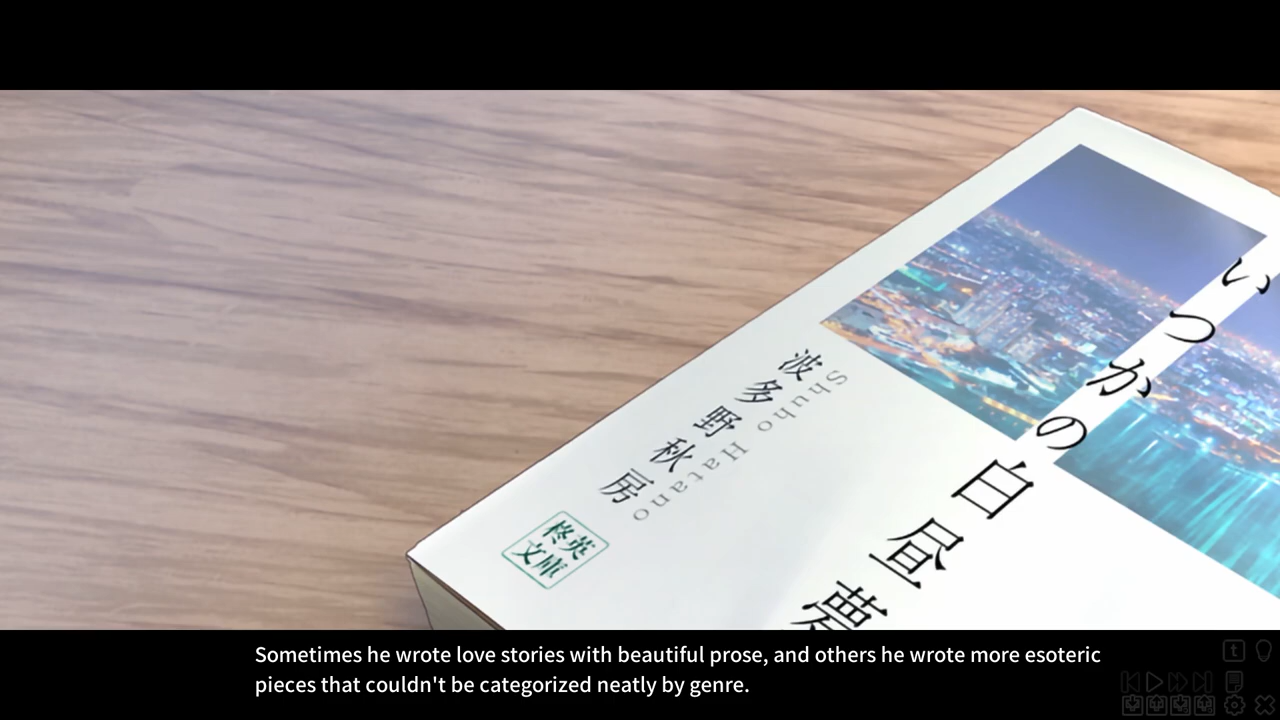 いつかの白昼夢
波多野秋房
Shuho Hatano
柊英
文庫
Sometimes he wrote love stories with beautiful prose, and others he wrote more esoteric
pieces that couldn't be categorized neatly by genre.
t